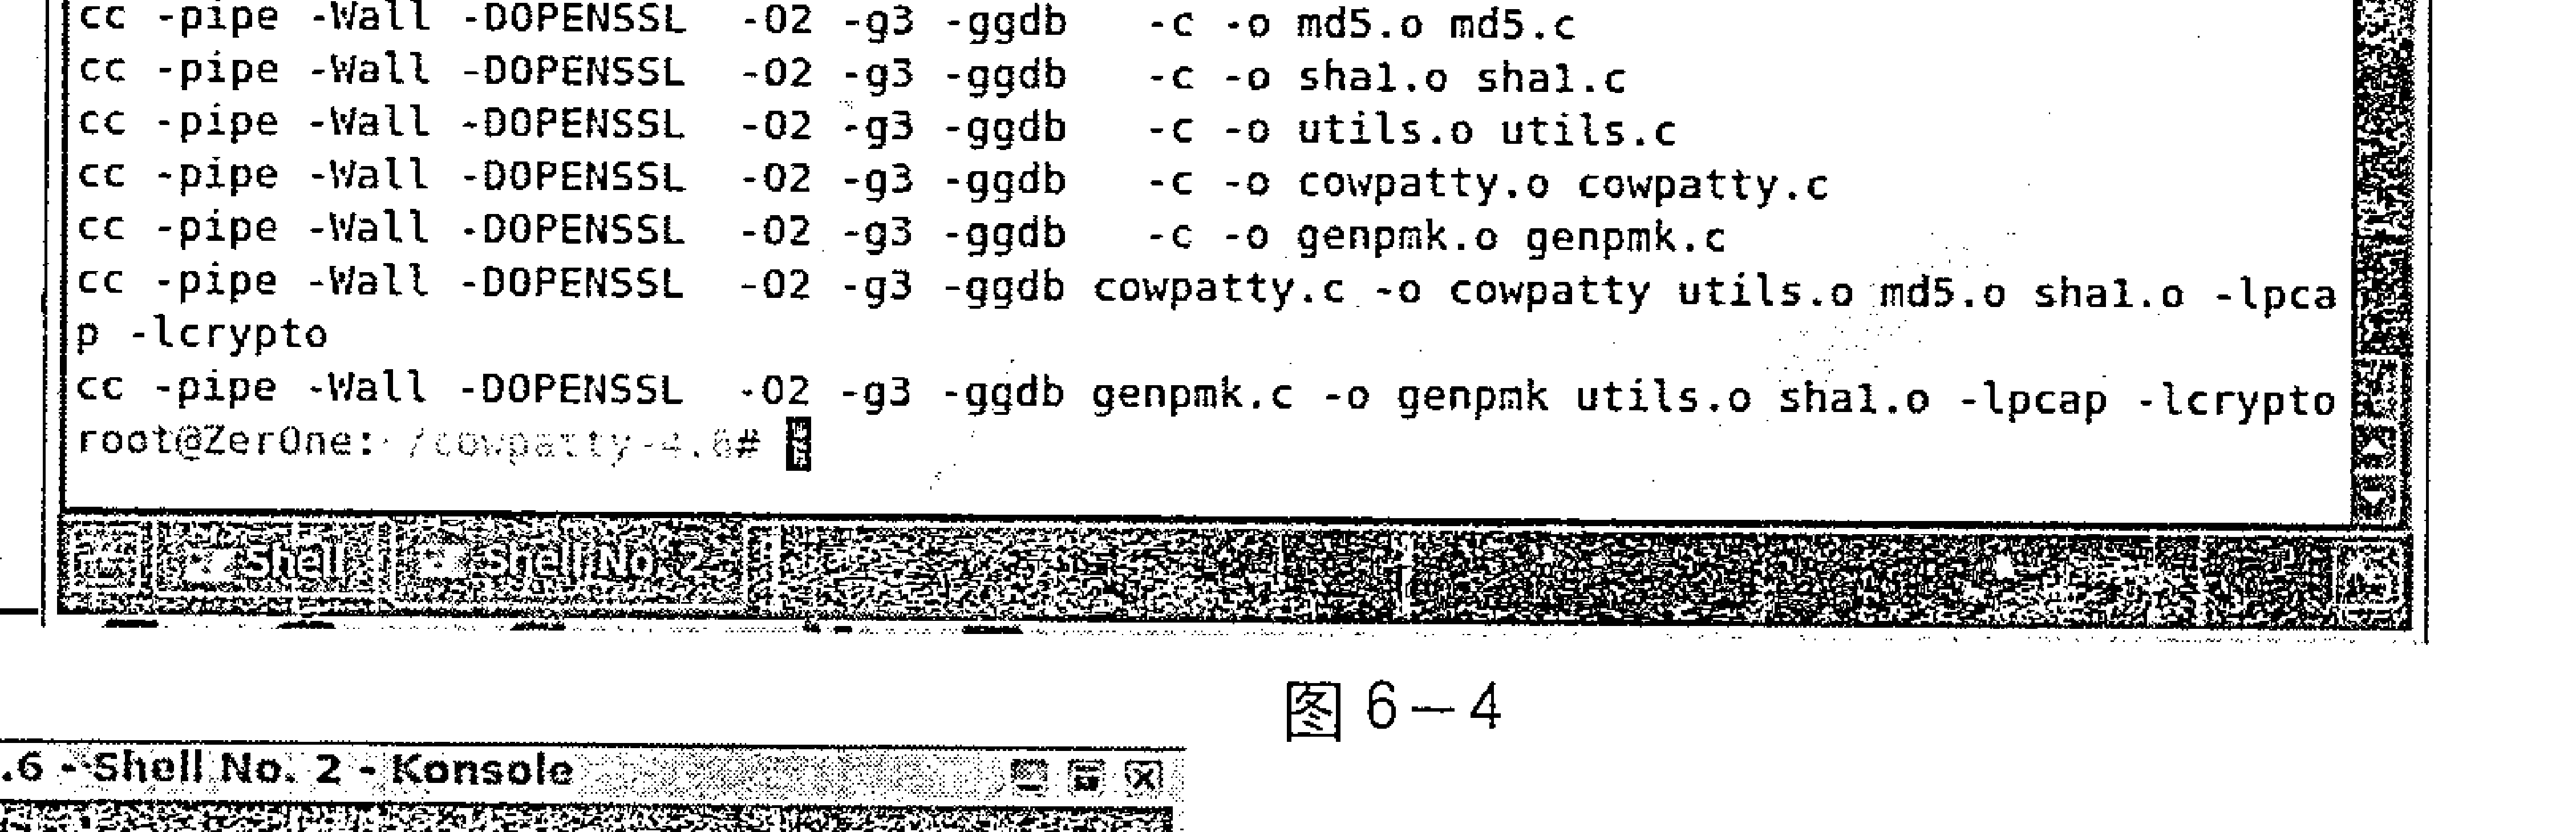 cc -pipe -Wall -DOPENSSL  -O2 -g3 -ggdb   -c -o md5.o md5.c
cc -pipe -Wall -DOPENSSL  -O2 -g3 -ggdb   -c -o sha1.o sha1.c
cc -pipe -Wall -DOPENSSL  -O2 -g3 -ggdb   -c -o utils.o utils.c
cc -pipe -Wall -DOPENSSL  -O2 -g3 -ggdb   -c -o cowpatty.o cowpatty.c
cc -pipe -Wall -DOPENSSL  -O2 -g3 -ggdb   -c -o genpmk.o genpmk.c
cc -pipe -Wall -DOPENSSL  -O2 -g3 -ggdb cowpatty.c -o cowpatty utils.o md5.o sha1.o -lpca
p -lcrypto
cc -pipe -Wall -DOPENSSL  -O2 -g3 -ggdb genpmk.c -o genpmk utils.o sha1.o -lpcap -lcrypto
root@ZerOne:~/cowpatty-4.6#
Shell Shell No. 2
图 6－4
.6 - Shell No. 2 - Konsole